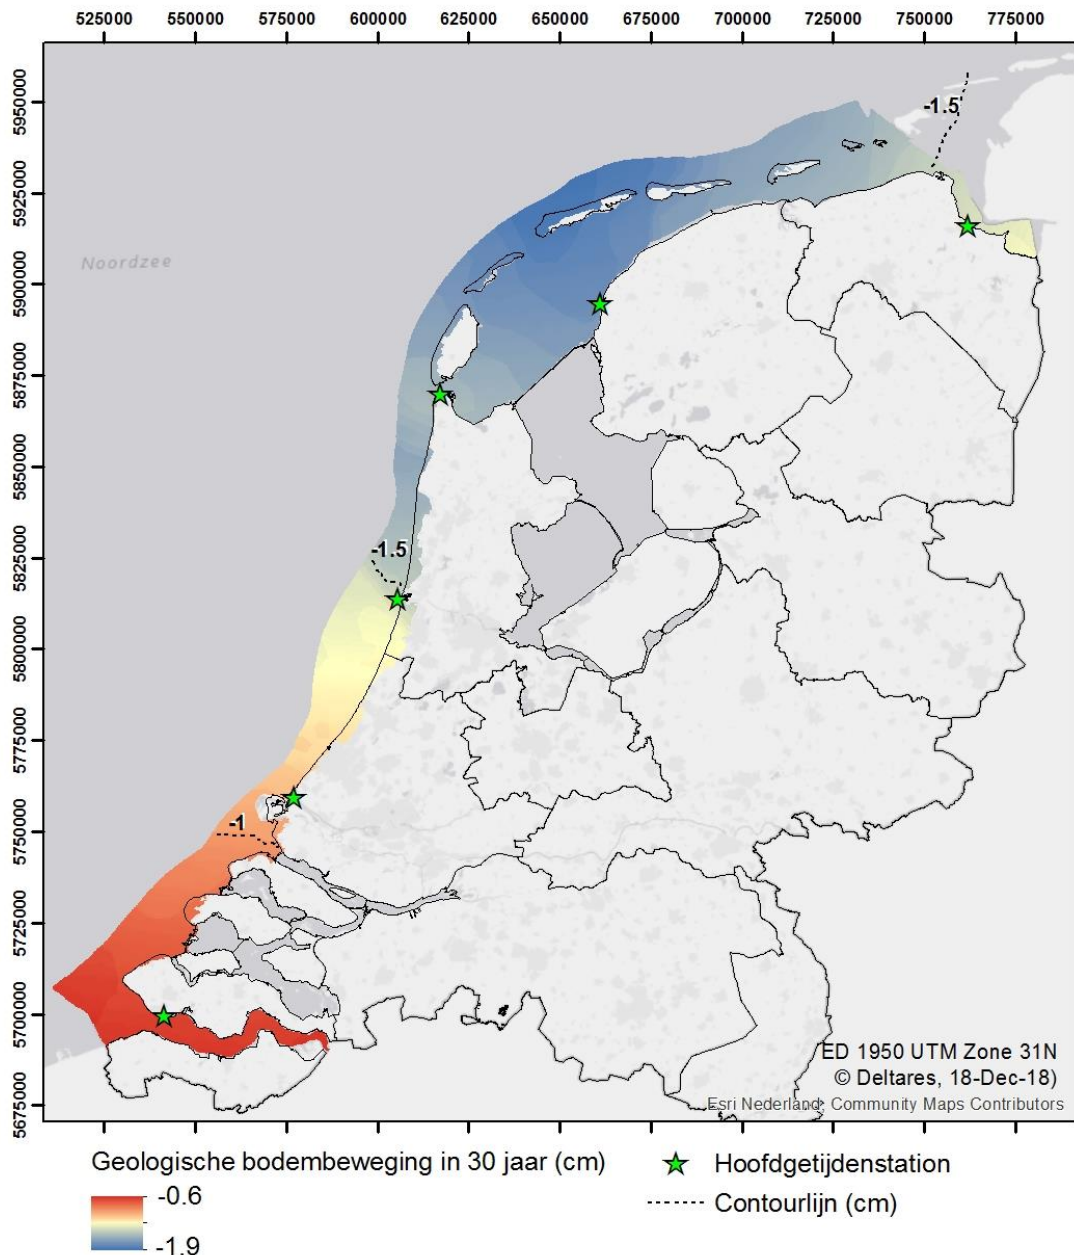 525000 550000 575000 600000 625000 650000 675000 700000 725000 750000 775000
5950000
5925000
5900000
5875000
5850000
5825000
5800000
5775000
5750000
5725000
5700000
5675000
-1.5
Noordzee
-1.5
-1
ED 1950 UTM Zone 31N
© Deltares, 18-Dec-18)
Esri Nederland, Community Maps Contributors
Geologische bodembeweging in 30 jaar (cm)
-0.6
-1.9
Hoofdgetijdenstation
Contourlijn (cm)